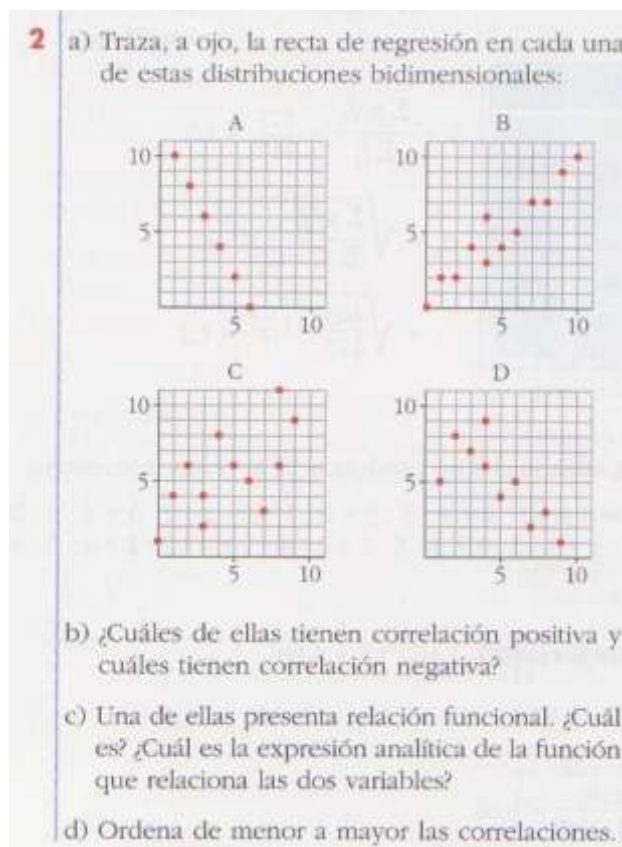 2 a) Traza, a ojo, la recta de regresión en cada una
de estas distribuciones bidimensionales:
A B
10 10
5 5
5 10 5 10
C D
10 10
5 5
5 10 5 10
b) ¿Cuáles de ellas tienen correlación positiva y
cuáles tienen correlación negativa?
c) Una de ellas presenta relación funcional. ¿Cuál
es? ¿Cuál es la expresión analítica de la función
que relaciona las dos variables?
d) Ordena de menor a mayor las correlaciones.